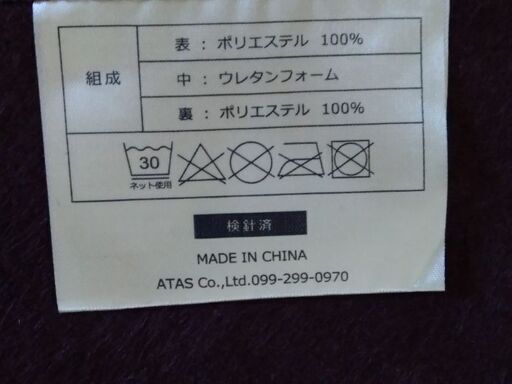 組成
表：ポリエステル 100%
中：ウレタンフォーム
裏：ポリエステル 100%
30
ネット使用
検針済
MADE IN CHINA
ATAS Co.,Ltd.099-299-0970